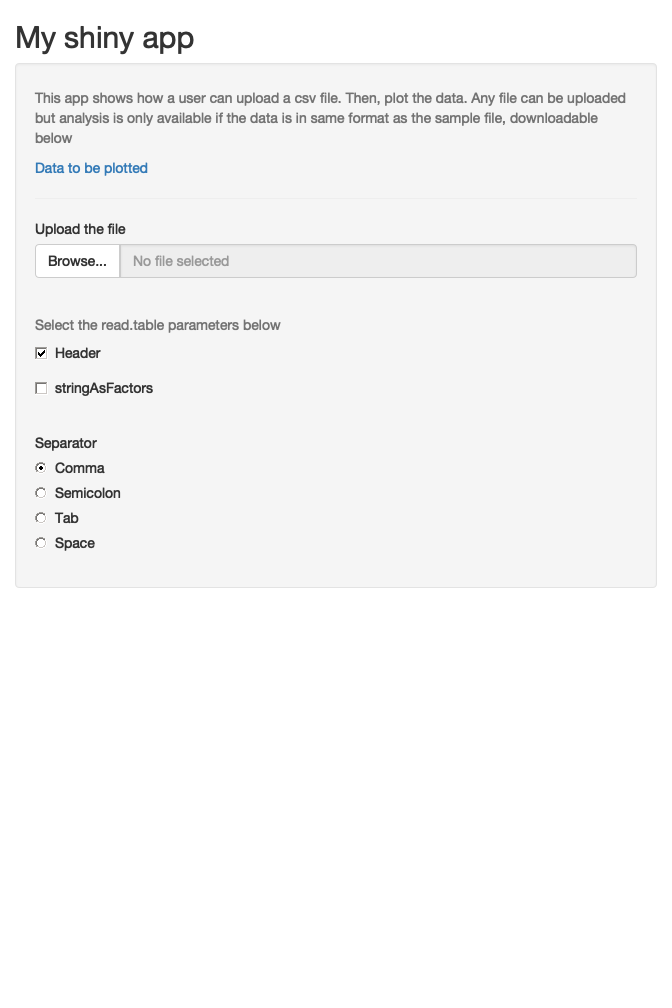 My shiny app
This app shows how a user can upload a csv file. Then, plot the data. Any file can be uploaded
but analysis is only available if the data is in same format as the sample file, downloadable
below
Data to be plotted
Upload the file
Browse... No file selected
Select the read.table parameters below
Header
stringAsFactors
Separator
Comma
Semicolon
Tab
Space